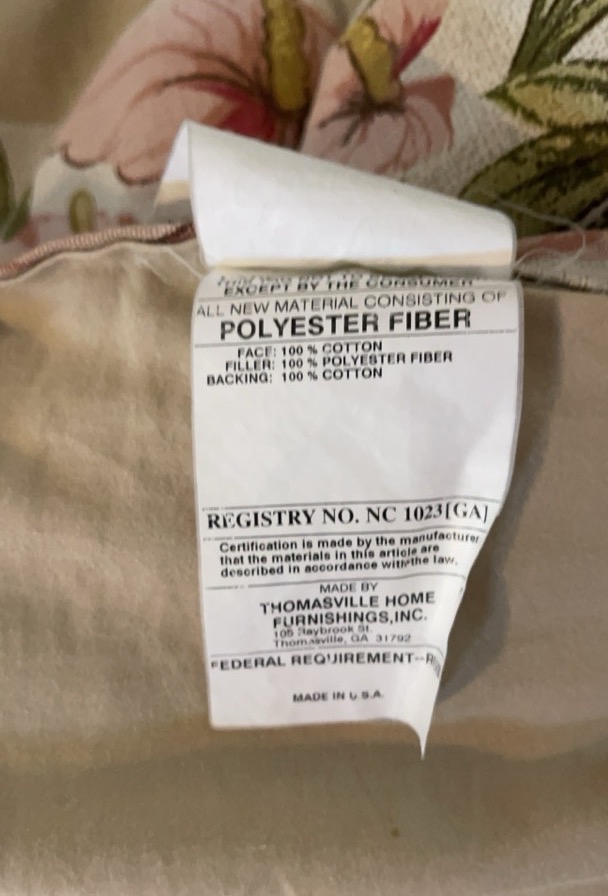 EXCEPT BY THE CONSUMER
ALL NEW MATERIAL CONSISTING OF
POLYESTER FIBER
FACE: 100 % COTTON
FILLER: 100 % POLYESTER FIBER
BACKING: 100 % COTTON
REGISTRY NO. NC 1023[GA]
Certification is made by the manufacturer
that the materials in this article are
described in accordance with the law.
MADE BY
THOMASVILLE HOME
FURNISHINGS,INC.
105 St.
Thomasville, GA 31792
FEDERAL REQUIREMENT--
MADE IN U.S.A.